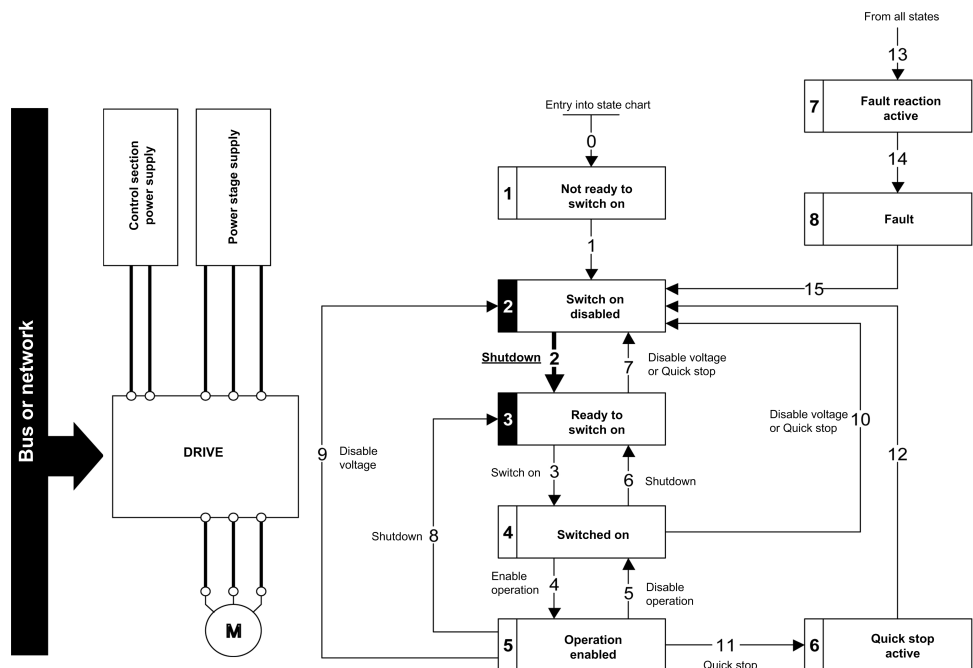 From all states
13
7
Fault reaction
active
14
8
Fault
15
Entry into state chart
0
1
Not ready to
switch on
1
2
Switch on
disabled
Shutdown 2
7
Disable voltage
or Quick stop
3
Ready to
switch on
Switch on 3
6 Shutdown
4
Switched on
Enable
operation
4
5
Disable
operation
5
Operation
enabled
11
Quick stop
6
Quick stop
active
Disable voltage
or Quick stop
10
12
9
Disable
voltage
Shutdown 8
Control section
power supply
Power stage supply
Bus or network
DRIVE
M